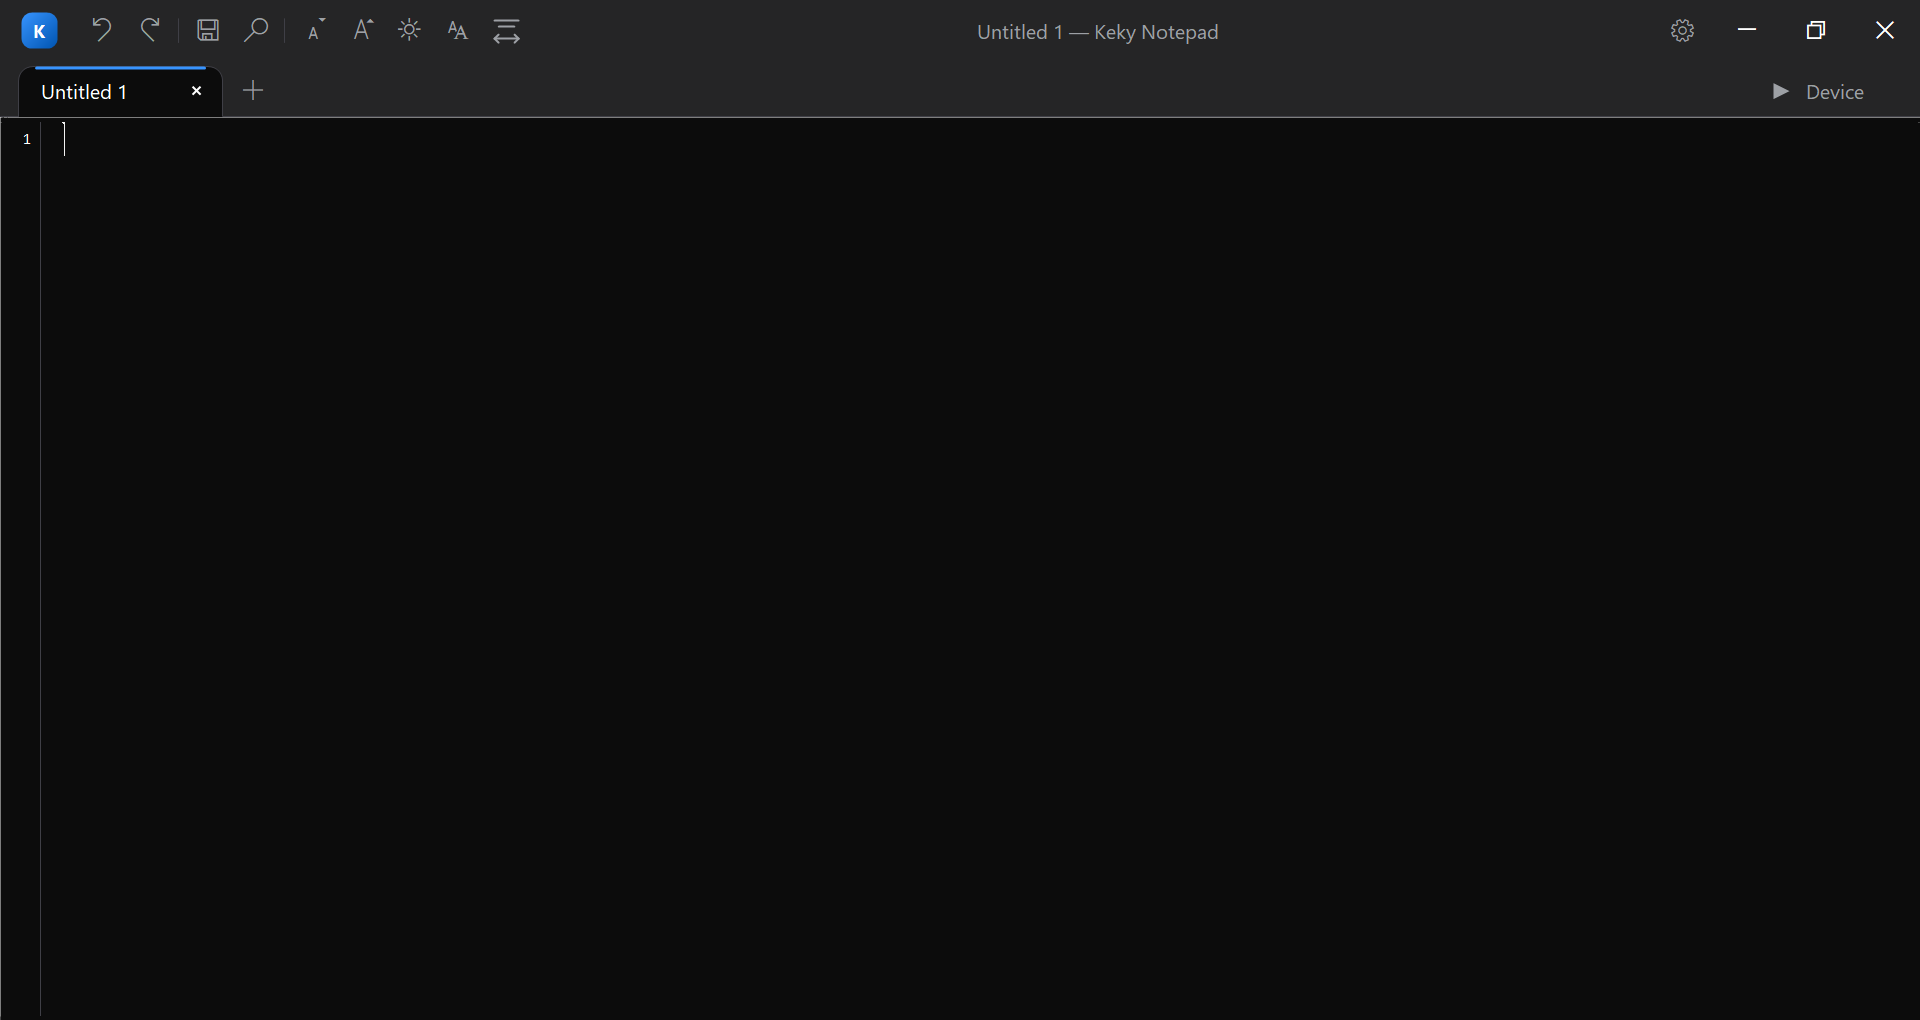 K
Untitled 1 — Keky Notepad
Untitled 1
Device
1